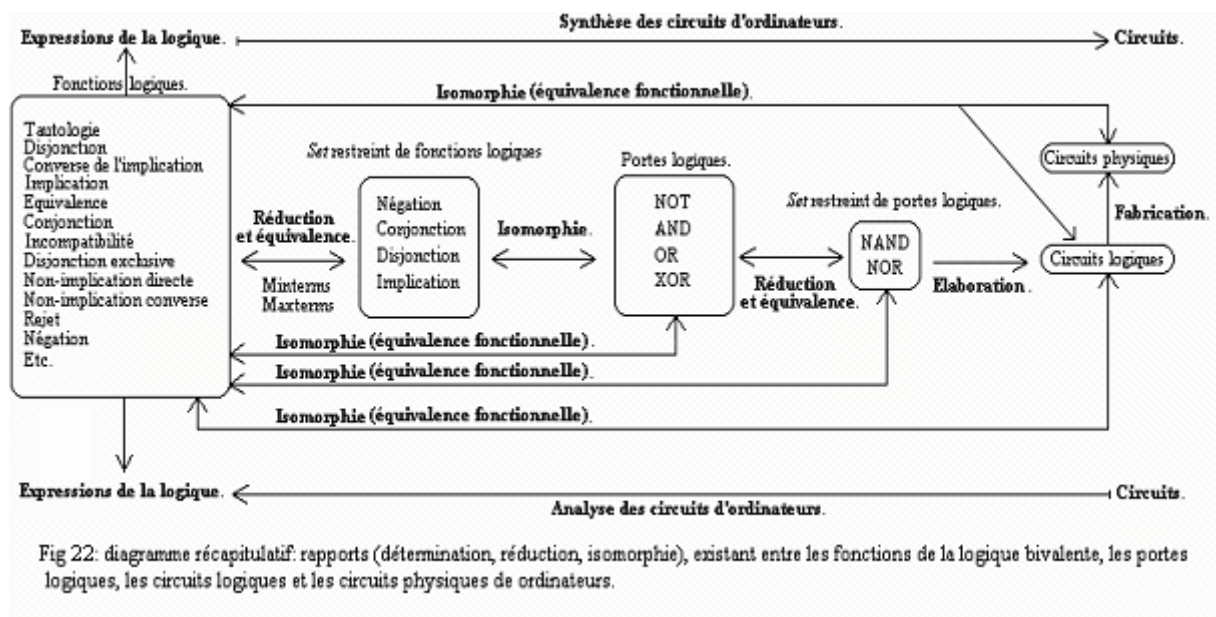 Synthèse des circuits d'ordinateurs.
Expressions de la logique.
Circuits.
Fonctions logiques.
Isomorphie (équivalence fonctionnelle).
Tautologie
Disjonction
Converse de l'implication
Implication
Equivalence
Conjonction
Incompatibilité
Disjonction exclusive
Non-implication directe
Non-implication converse
Rejet
Négation
Etc.
Réduction
et équivalence.
Minterms
Maxterms
Set restreint de fonctions logiques
Négation
Conjonction
Disjonction
Implication
Isomorphie.
Portes logiques.
NOT
AND
OR
XOR
Réduction
et équivalence.
Set restreint de portes logiques.
NAND
NOR
Elaboration.
Circuits physiques
Fabrication.
Circuits logiques
Isomorphie (équivalence fonctionnelle).
Isomorphie (équivalence fonctionnelle).
Isomorphie (équivalence fonctionnelle).
Expressions de la logique.
Circuits.
Analyse des circuits d'ordinateurs.
Fig 22: diagramme récapitulatif: rapports (détermination, réduction, isomorphie), existant entre les fonctions de la logique bivalente, les portes
logiques, les circuits logiques et les circuits physiques de ordinateurs.